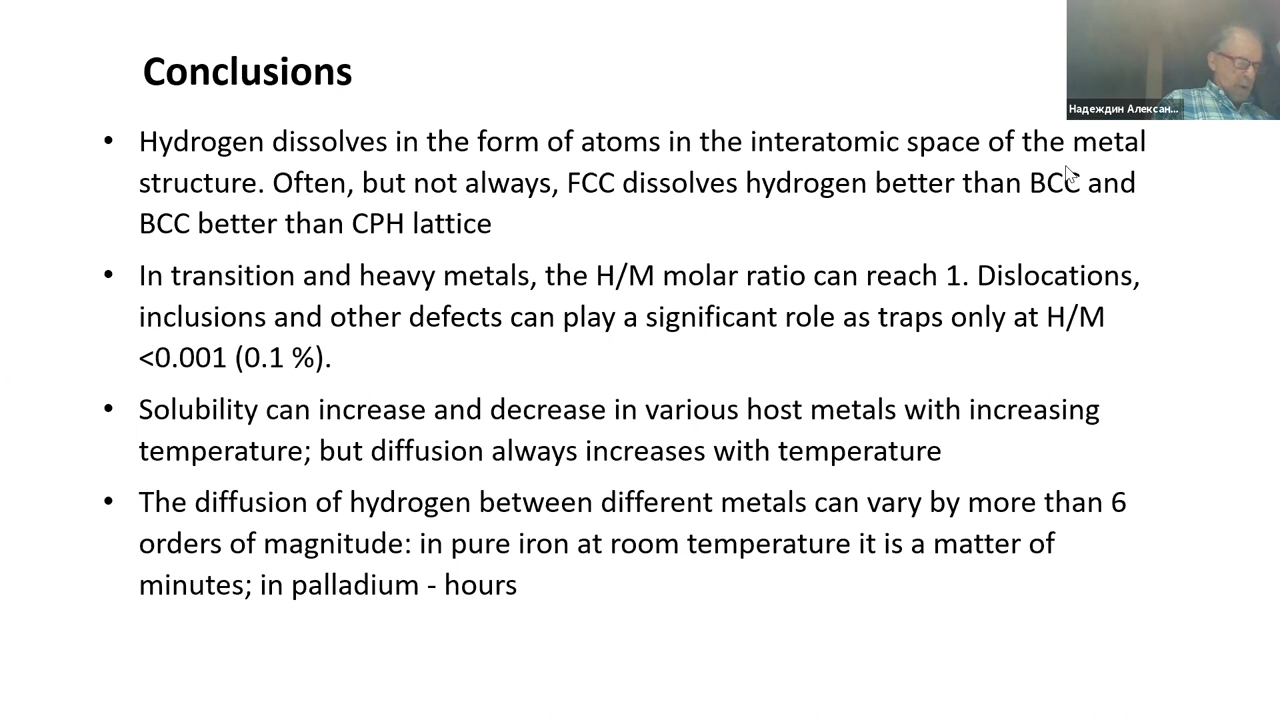 Conclusions
Надеждин Алексан...
• Hydrogen dissolves in the form of atoms in the interatomic space of the metal
structure. Often, but not always, FCC dissolves hydrogen better than BCC and
BCC better than CPH lattice
• In transition and heavy metals, the H/M molar ratio can reach 1. Dislocations,
inclusions and other defects can play a significant role as traps only at H/M
<0.001 (0.1 %).
• Solubility can increase and decrease in various host metals with increasing
temperature; but diffusion always increases with temperature
• The diffusion of hydrogen between different metals can vary by more than 6
orders of magnitude: in pure iron at room temperature it is a matter of
minutes; in palladium - hours